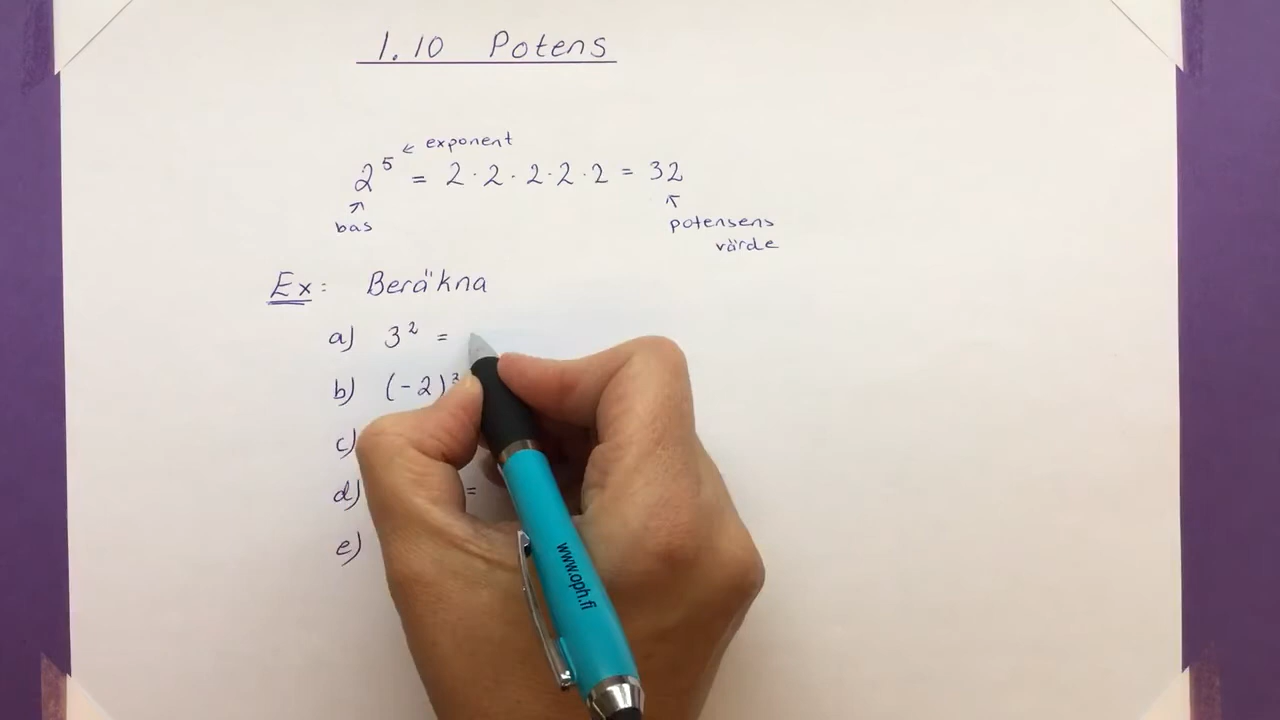 1.10 Potens
← exponent
2⁵ = 2 · 2 · 2 · 2 · 2 = 32
↗ bas
↖ potensens
värde
Ex: Beräkna
a) 3² =
b) (-2)
c)
d) =
e)
www.oph.fi